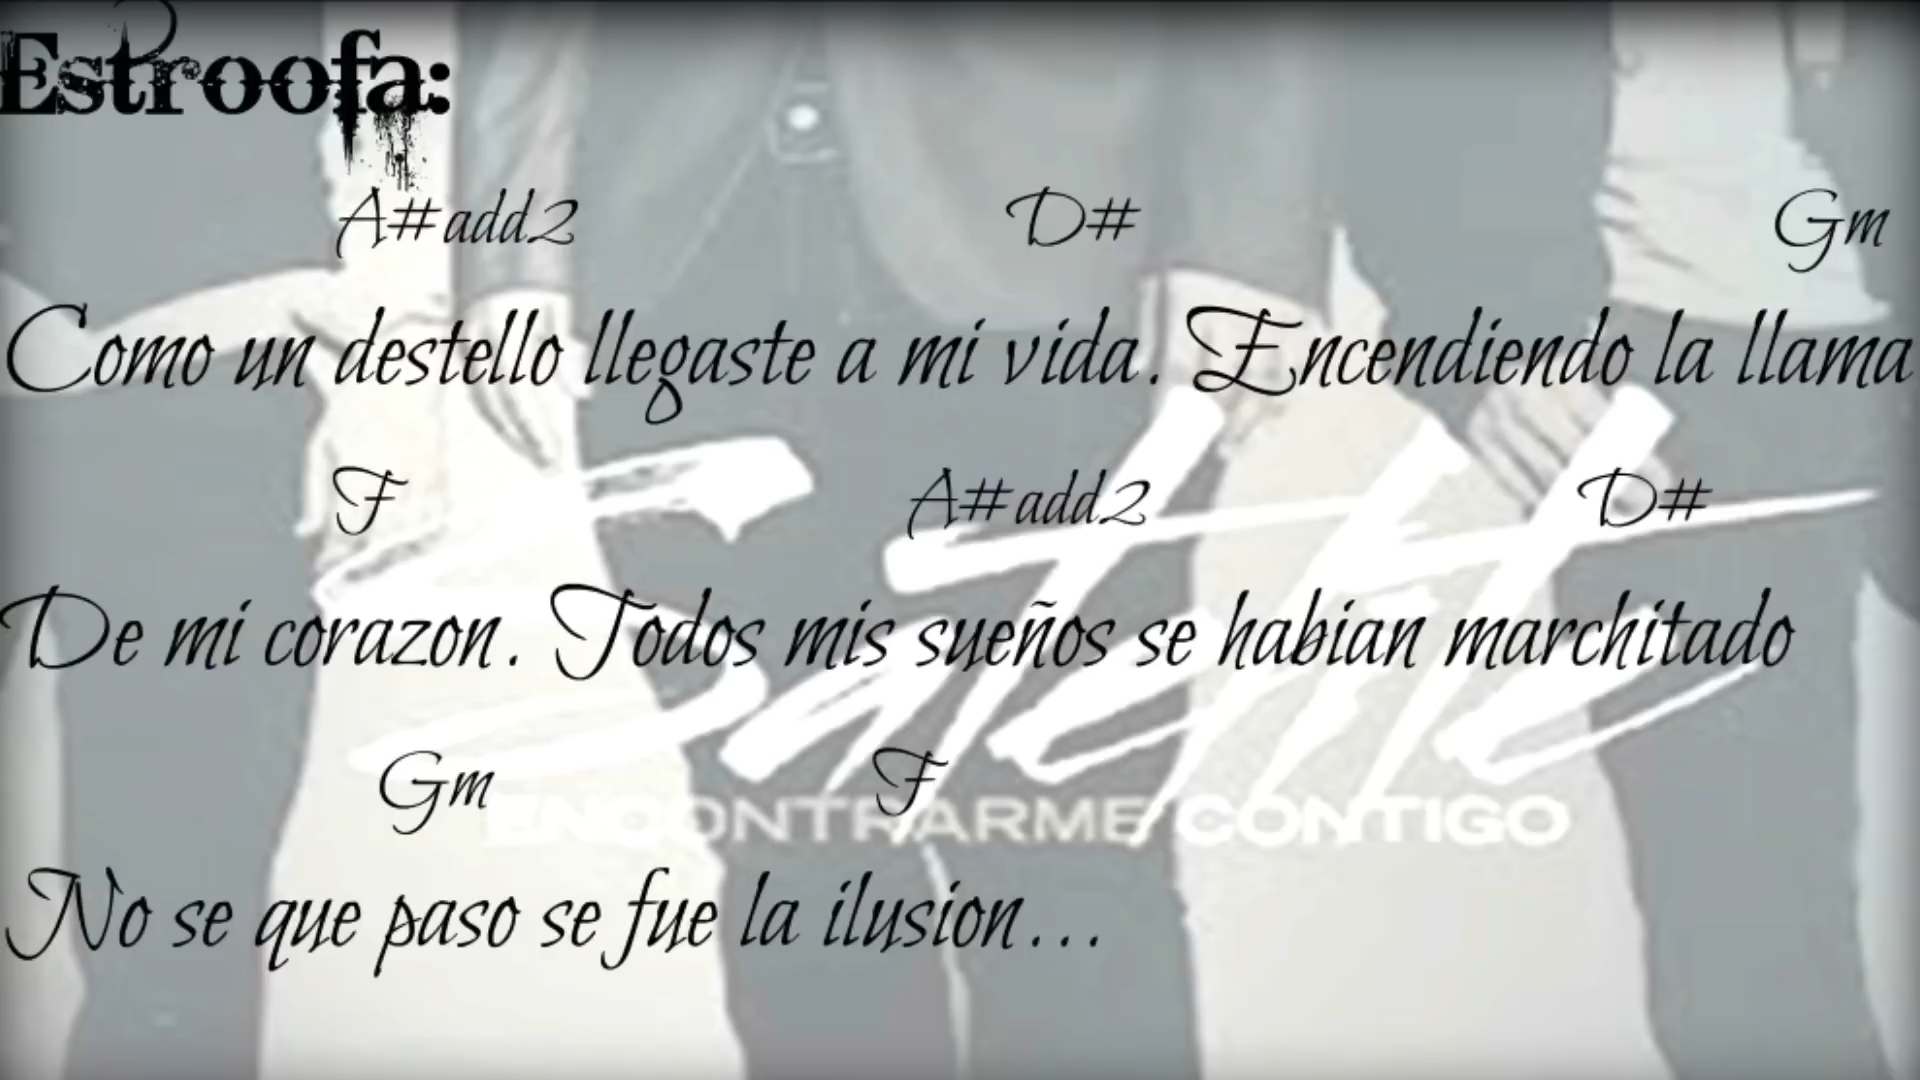 Estroofa:
A#add2 D# Gm
Como un destello llegaste a mi vida. Encendiendo la llama
F A#add2 D#
De mi corazon. Todos mis sueños se habian marchitado
Satélite
Gm F
ENCONTRARME CONTIGO
No se que paso se fue la ilusion...